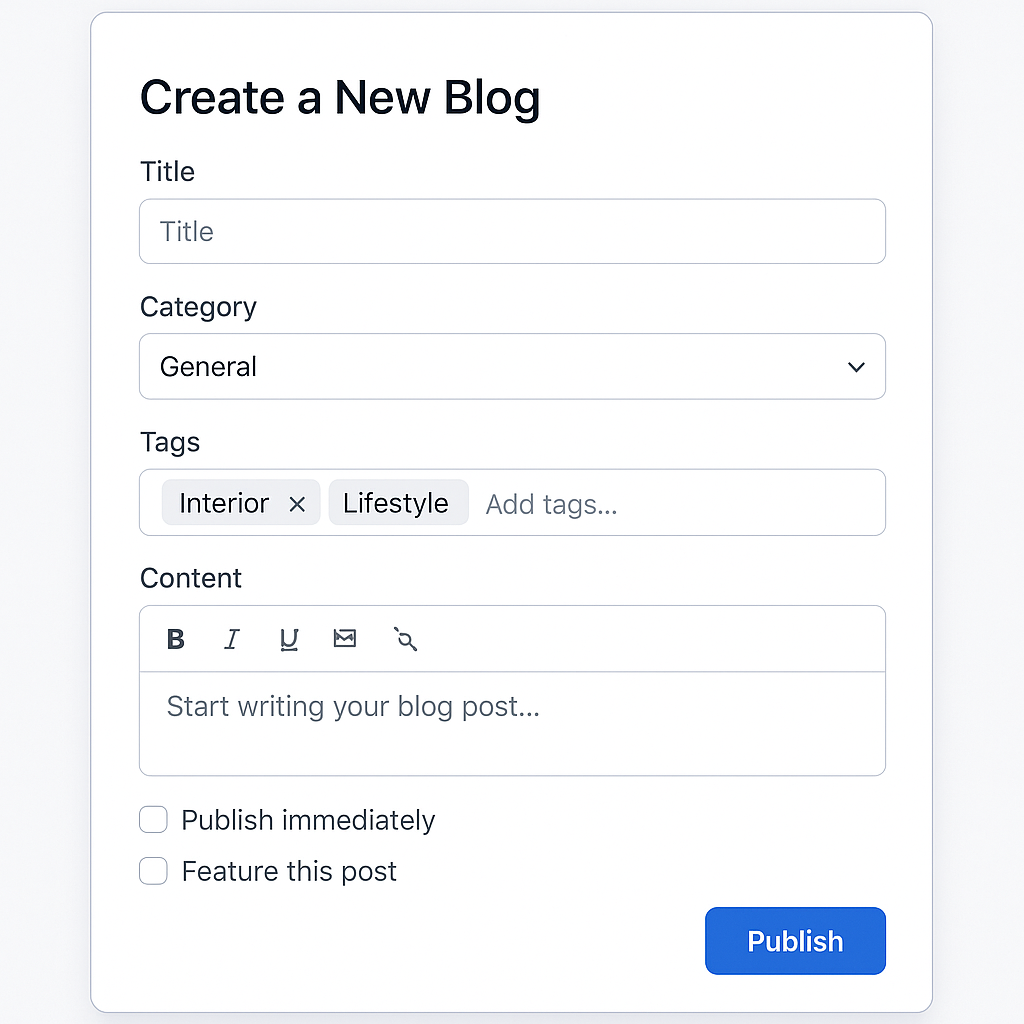 Create a New Blog
Title
Title
Category
General
Tags
Interior × Lifestyle Add tags...
Content
B I U
Start writing your blog post...
Publish immediately
Feature this post
Publish